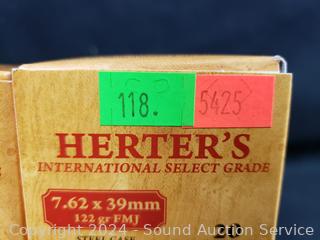 118.
5425
HERTER'S
INTERNATIONAL SELECT GRADE
7.62 x 39mm
122 gr FMJ
STEEL CASE
20
Copyright 2024 - Sound Auction Service